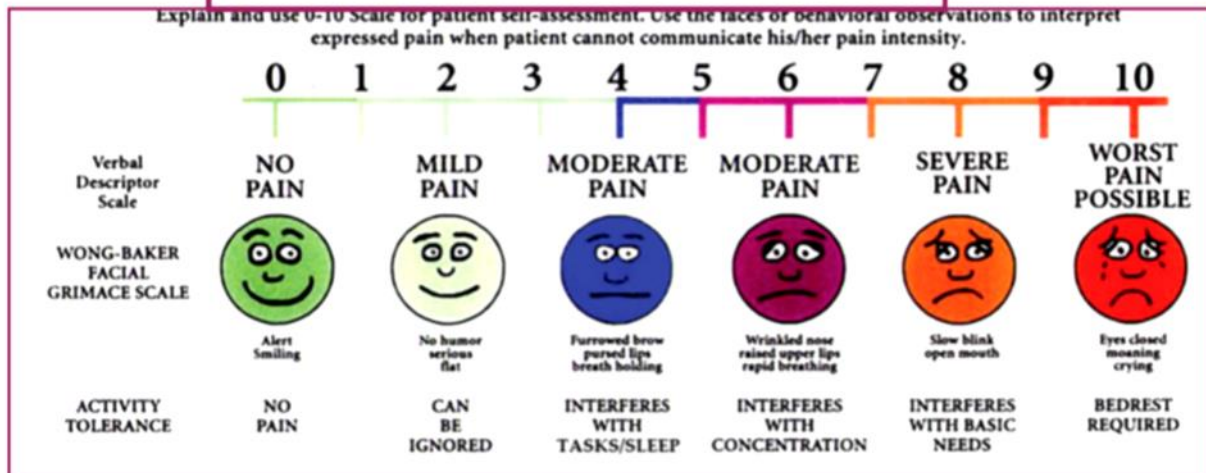 Explain and use 0-10 Scale for patient self-assessment. Use the faces or behavioral observations to interpret
expressed pain when patient cannot communicate his/her pain intensity.
0 1 2 3 4 5 6 7 8 9 10
Verbal
Descriptor
Scale
NO
PAIN
MILD
PAIN
MODERATE
PAIN
MODERATE
PAIN
SEVERE
PAIN
WORST
PAIN
POSSIBLE
WONG-BAKER
FACIAL
GRIMACE SCALE
Alert
Smiling
No humor
serious
flat
Furrowed brow
pursed lips
breath holding
Wrinkled nose
raised upper lips
rapid breathing
Slow blink
open mouth
Eyes closed
moaning
crying
ACTIVITY
TOLERANCE
NO
PAIN
CAN
BE
IGNORED
INTERFERES
WITH
TASKS/SLEEP
INTERFERES
WITH
CONCENTRATION
INTERFERES
WITH BASIC
NEEDS
BEDREST
REQUIRED